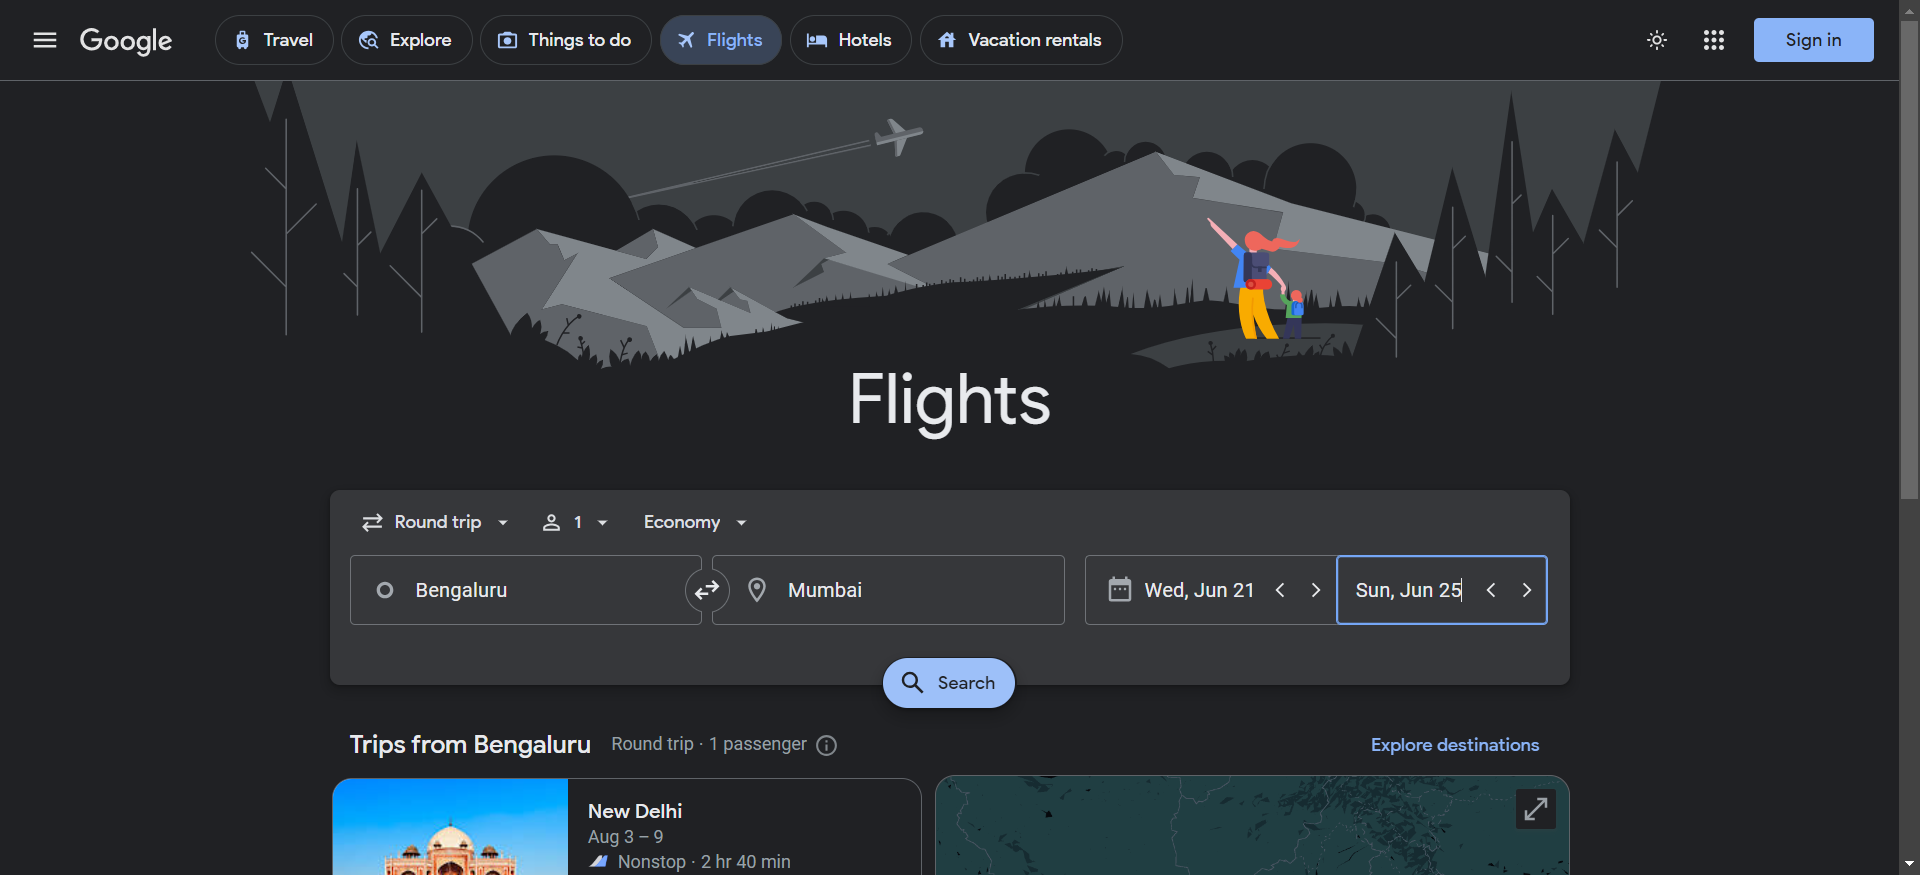 Google Travel Explore Things to do Flights Hotels Vacation rentals Sign in
Flights
Round trip 1 Economy
Bengaluru Mumbai Wed, Jun 21 Sun, Jun 25
Search
Trips from Bengaluru Round trip · 1 passenger Explore destinations
New Delhi
Aug 3 – 9
Nonstop · 2 hr 40 min